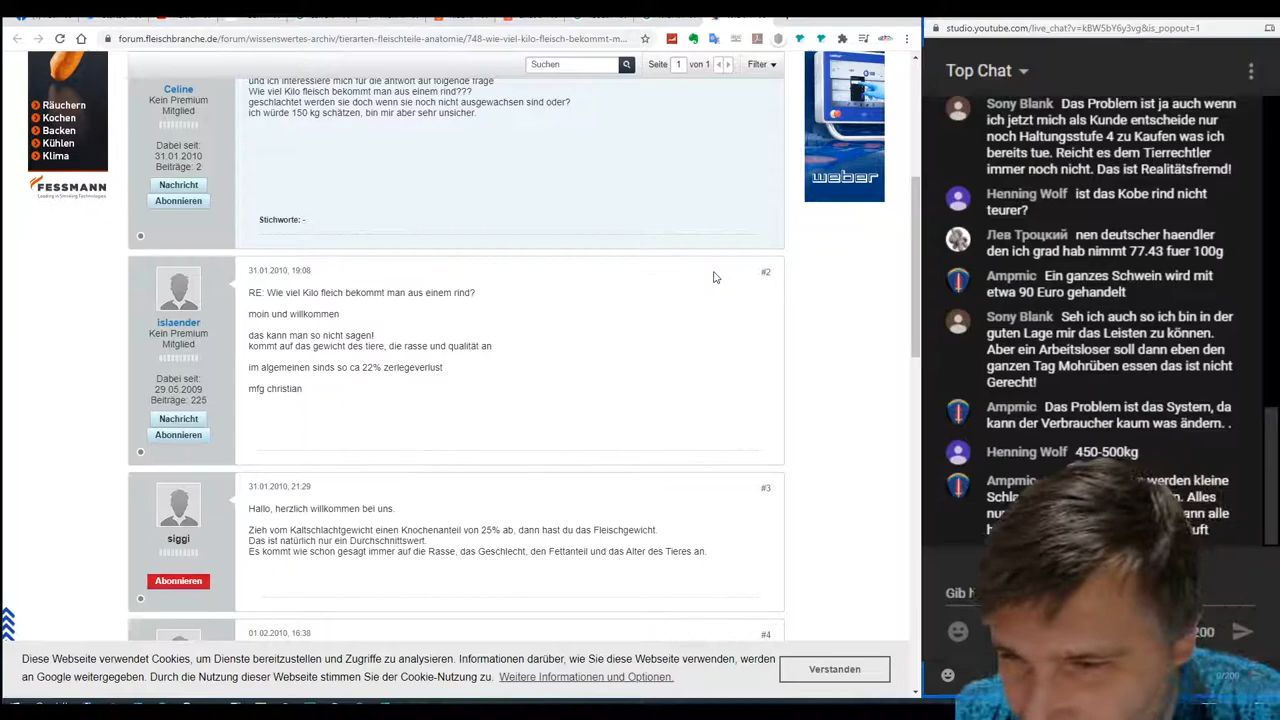 forum.fleischbranche.de/forum/wissenswertes-archiv/tierarten-fleischteile-anatomie/748-wie-viel-kilo-fleisch-bekommt-m...
studio.youtube.com/live_chat?v=kBW5bY6y3vg&is_popout=1
Räuchern
Kochen
Backen
Kühlen
Klima
FESSMANN
Suchen
Seite 1 von 1
Filter
Celine
Kein Premium
Mitglied
Dabei seit:
31.01.2010
Beiträge: 2
Nachricht
Abonnieren
und ich interessiere mich für die antwort auf folgende frage
Wie viel Kilo fleisch bekommt man aus einem rind???
geschlachtet werden sie doch wenn sie noch nicht ausgewachsen sind oder?
ich würde 150 kg schätzen, bin mir aber sehr unsicher.
Stichworte: -
weber
islaender
Kein Premium
Mitglied
Dabei seit:
29.05.2009
Beiträge: 225
Nachricht
Abonnieren
31.01.2010, 19:08
#2
RE: Wie viel Kilo fleich bekommt man aus einem rind?
moin und willkommen
das kann man so nicht sagen!
kommt auf das gewicht des tiere, die rasse und qualität an
im algemeinen sinds so ca 22% zerlegeverlust
mfg christian
siggi
Abonnieren
31.01.2010, 21:29
#3
Hallo, herzlich willkommen bei uns.
Zieh vom Kaltschlachtgewicht einen Knochenanteil von 25% ab, dann hast du das Fleischgewicht.
Das ist natürlich nur ein Durchschnittswert.
Es kommt wie schon gesagt immer auf die Rasse, das Geschlecht, den Fettanteil und das Alter des Tieres an.
01.02.2010, 16:38
#4
Diese Webseite verwendet Cookies, um Dienste bereitzustellen und Zugriffe zu analysieren. Informationen darüber, wie Sie diese Webseite verwenden, werden
an Google weitergegeben. Durch die Nutzung dieser Webseite stimmen Sie der Cookie-Nutzung zu. Weitere Informationen und Optionen.
Verstanden
Top Chat
Sony Blank Das Problem ist ja auch wenn
ich jetzt mich als Kunde entscheide nur
noch Haltungsstufe 4 zu Kaufen was ich
bereits tue. Reicht es dem Tierrechtler
immer noch nicht. Das ist Realitätsfremd!
Henning Wolf ist das Kobe rind nicht
teurer?
Лев Троцкий nen deutscher haendler
den ich grad hab nimmt 77.43 fuer 100g
Ampmic Ein ganzes Schwein wird mit
etwa 90 Euro gehandelt
Sony Blank Seh ich auch so ich bin in der
guten Lage mir das Leisten zu können.
Aber ein Arbeitsloser soll dann eben den
ganzen Tag Mohrüben essen das ist nicht
Gerecht!
Ampmic Das Problem ist das System, da
kann der Verbraucher kaum was ändern. .
Henning Wolf 450-500kg
Ampmic werden kleine
Alles
alle
Gib
/200
0/200